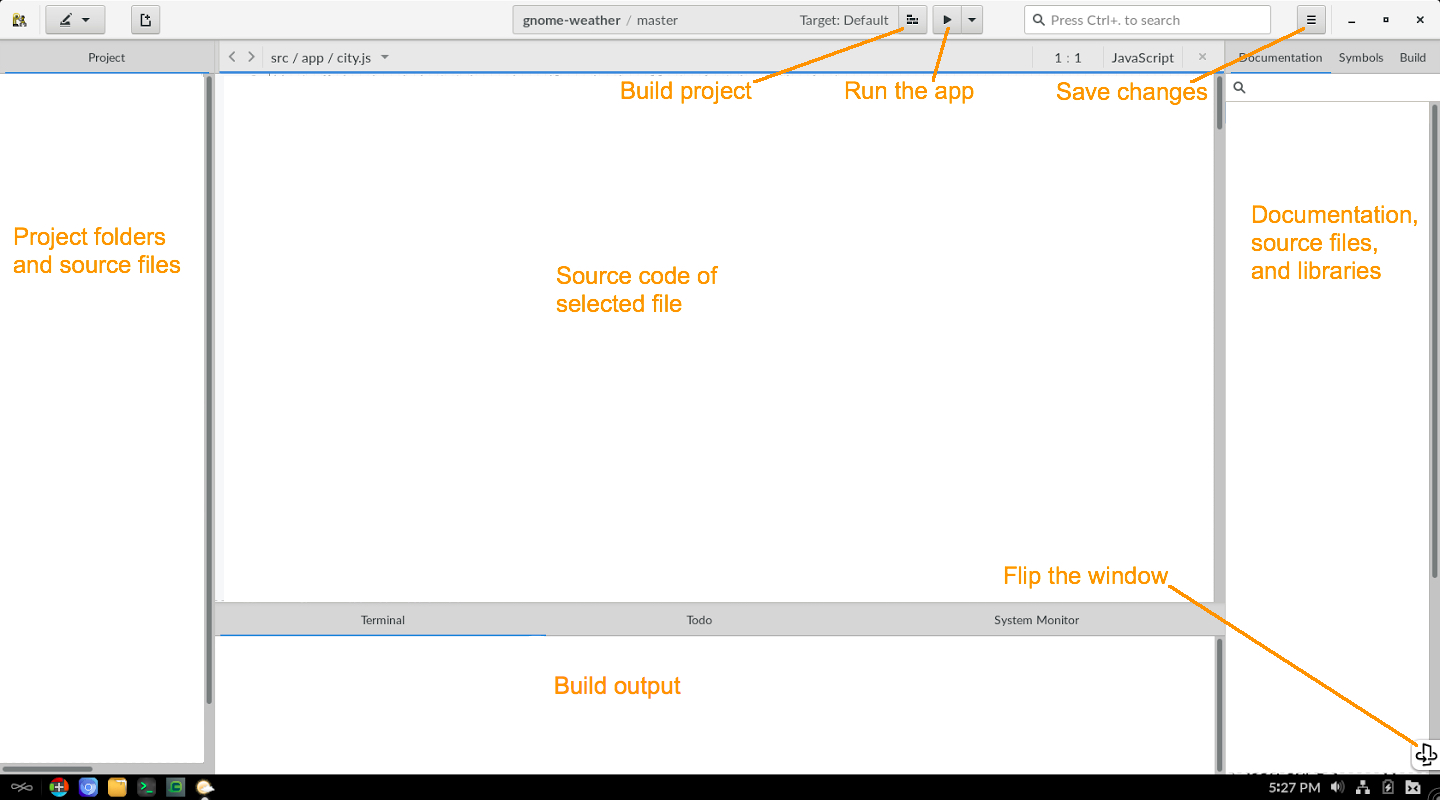 gnome-weather / master
Target: Default
Press Ctrl+. to search
Project
src / app / city.js
1 : 1
JavaScript
Documentation
Symbols
Build
Build project
Run the app
Save changes
Project folders
and source files
Source code of
selected file
Documentation,
source files,
and libraries
Flip the window
Terminal
Todo
System Monitor
Build output
5:27 PM